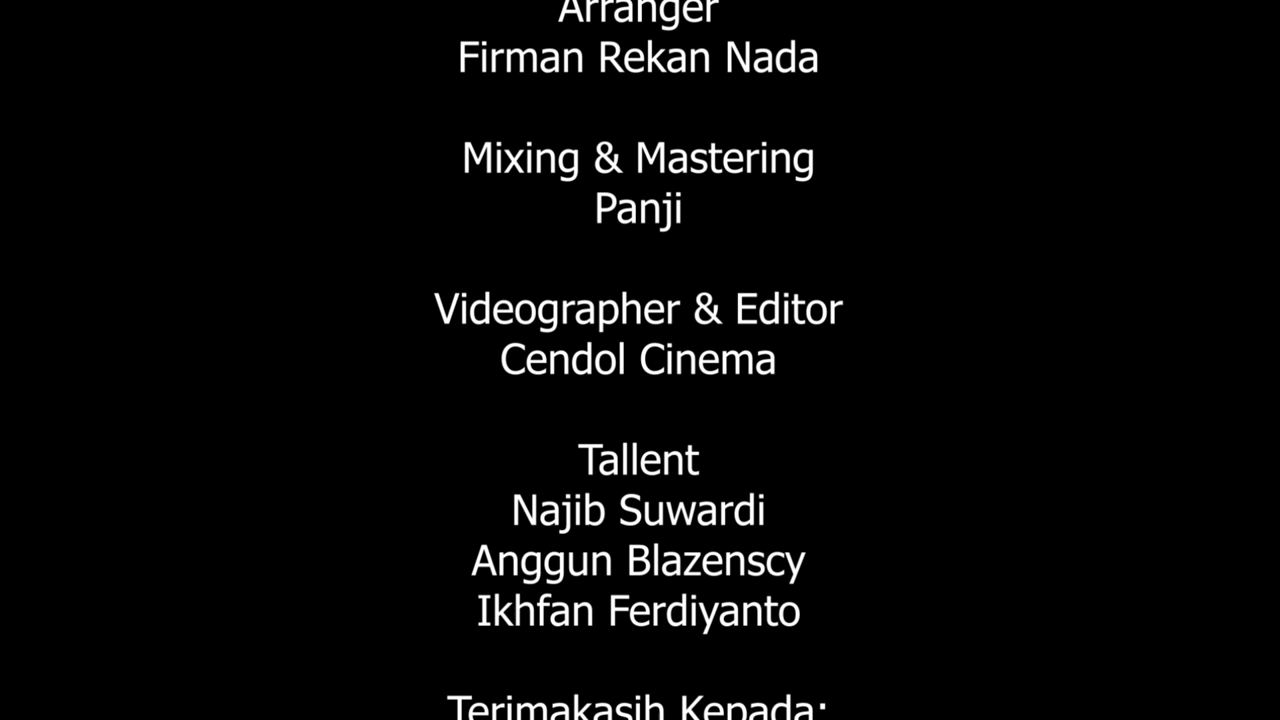 Arranger
Firman Rekan Nada
Mixing & Mastering
Panji
Videographer & Editor
Cendol Cinema
Tallent
Najib Suwardi
Anggun Blazenscy
Ikhfan Ferdiyanto
Terimakasih Kepada: